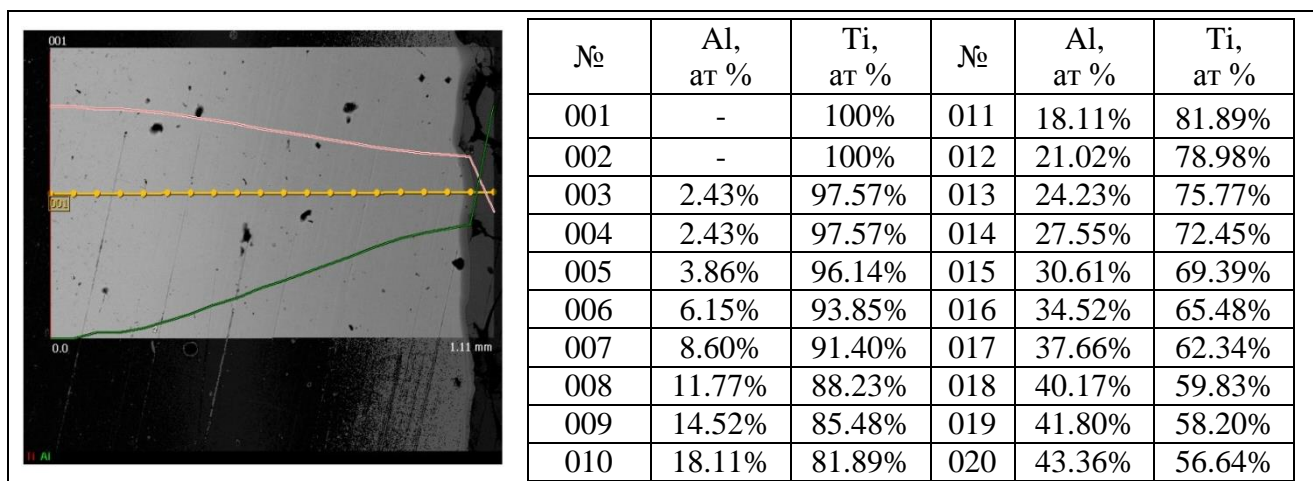 001
001
0.0
1.11 mm
Ti Al
№ Al, ат % Ti, ат % № Al, ат % Ti, ат %
001 - 100% 011 18.11% 81.89%
002 - 100% 012 21.02% 78.98%
003 2.43% 97.57% 013 24.23% 75.77%
004 2.43% 97.57% 014 27.55% 72.45%
005 3.86% 96.14% 015 30.61% 69.39%
006 6.15% 93.85% 016 34.52% 65.48%
007 8.60% 91.40% 017 37.66% 62.34%
008 11.77% 88.23% 018 40.17% 59.83%
009 14.52% 85.48% 019 41.80% 58.20%
010 18.11% 81.89% 020 43.36% 56.64%